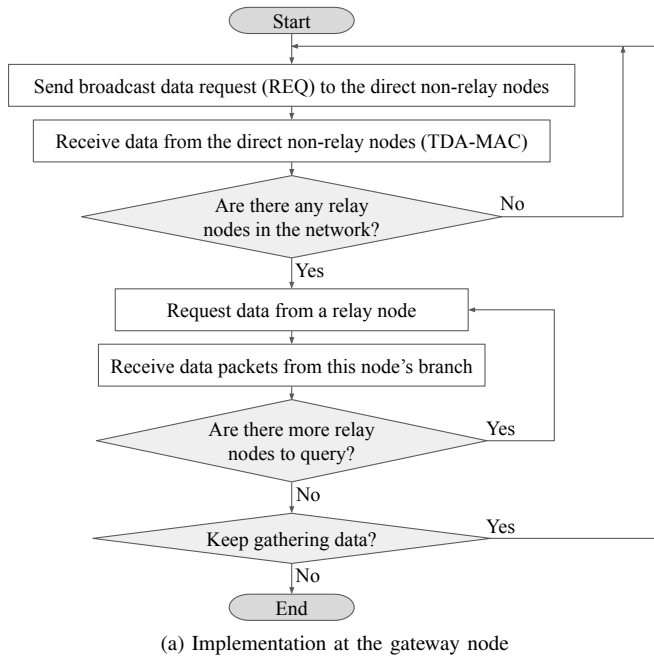 Start
Send broadcast data request (REQ) to the direct non-relay nodes
Receive data from the direct non-relay nodes (TDA-MAC)
Are there any relay
nodes in the network?
No
Yes
Request data from a relay node
Receive data packets from this node's branch
Are there more relay
nodes to query?
Yes
No
Keep gathering data?
Yes
No
End
(a) Implementation at the gateway node